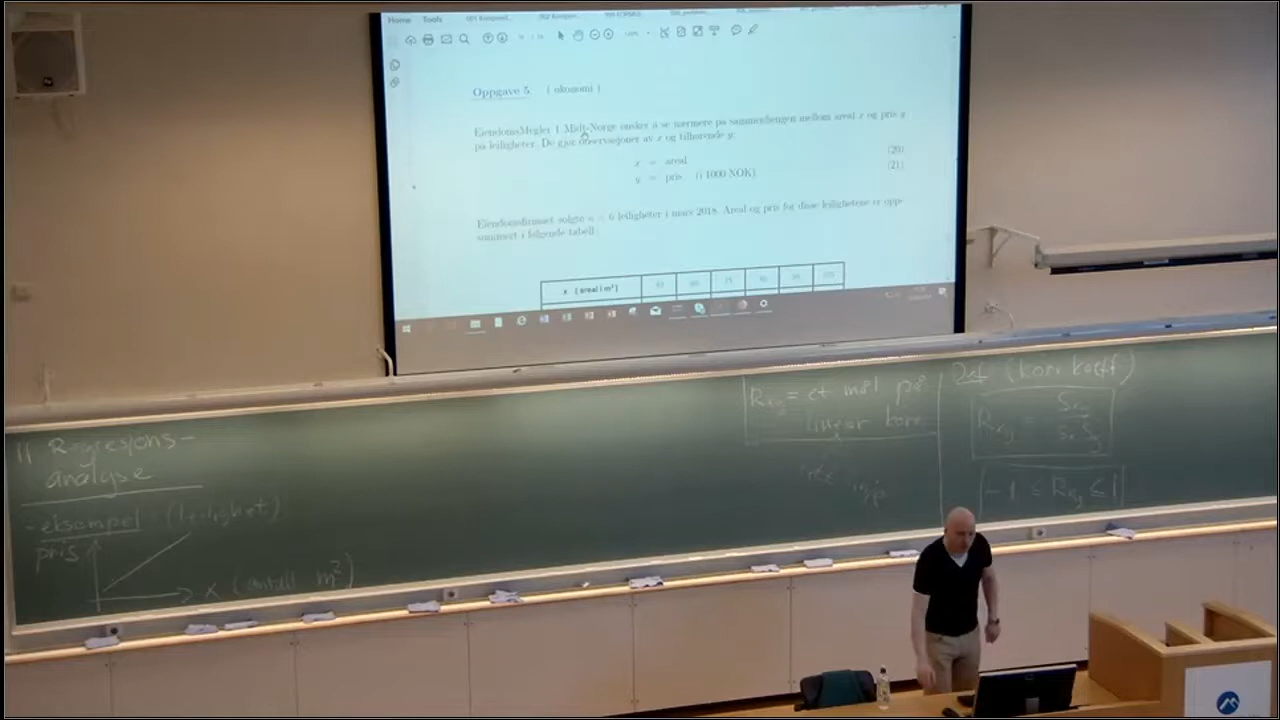 Home Tools
Oppgave 5 ( økonomi )
EiendomsMegler 1 Midt-Norge ønsker å se nærmere på sammenhengen mellom areal x og pris y
på leiligheter. De gjør observasjoner av x og tilhørende y:
x = areal (20)
y = pris (i 1000 NOK) (21)
Eiendomsfirmaet solgte n = 6 leiligheter i mars 2018. Areal og pris for disse leilighetene er opp-
summert i følgende tabell:
x (areal i m²)
11 Regresjons-
analyse
- eksempel (leilighet)
pris
x (antall m²)
Rxy = et mål på
lineær korr.
Def (korr koeff)
Rxy = Sxy
Sx Sy
-1 ≤ Rxy ≤ 1